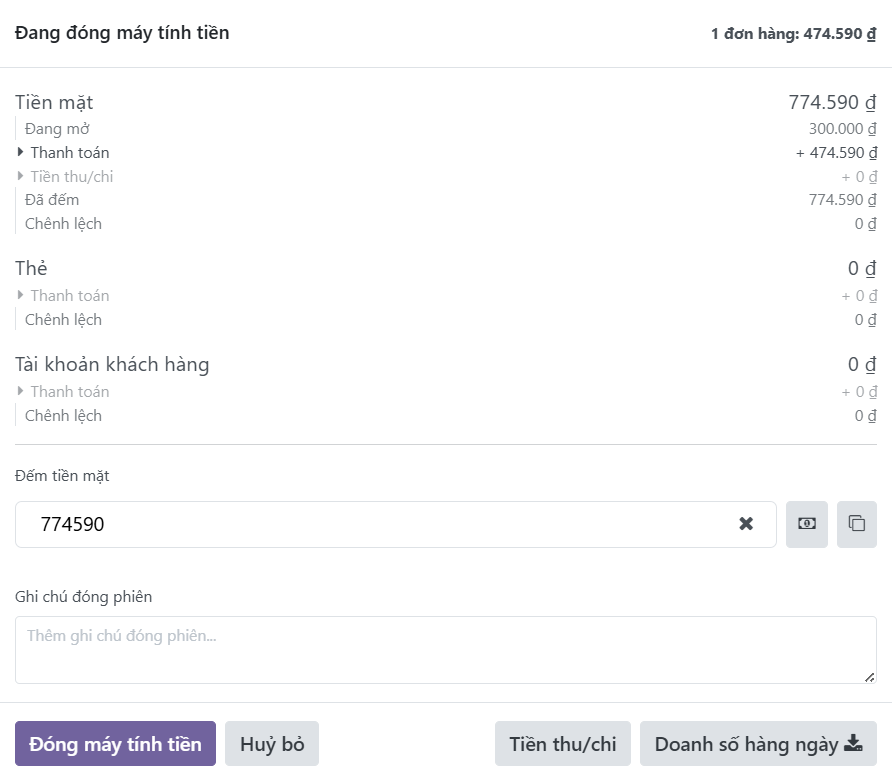 Đang đóng máy tính tiền 1 đơn hàng: 474.590 ₫
Tiền mặt 774.590 ₫
Đang mở 300.000 ₫
Thanh toán + 474.590 ₫
Tiền thu/chi + 0 ₫
Đã đếm 774.590 ₫
Chênh lệch 0 ₫
Thẻ 0 ₫
Thanh toán + 0 ₫
Chênh lệch 0 ₫
Tài khoản khách hàng 0 ₫
Thanh toán + 0 ₫
Chênh lệch 0 ₫
Đếm tiền mặt
774590
Ghi chú đóng phiên
Thêm ghi chú đóng phiên...
Đóng máy tính tiền Huỷ bỏ Tiền thu/chi Doanh số hàng ngày